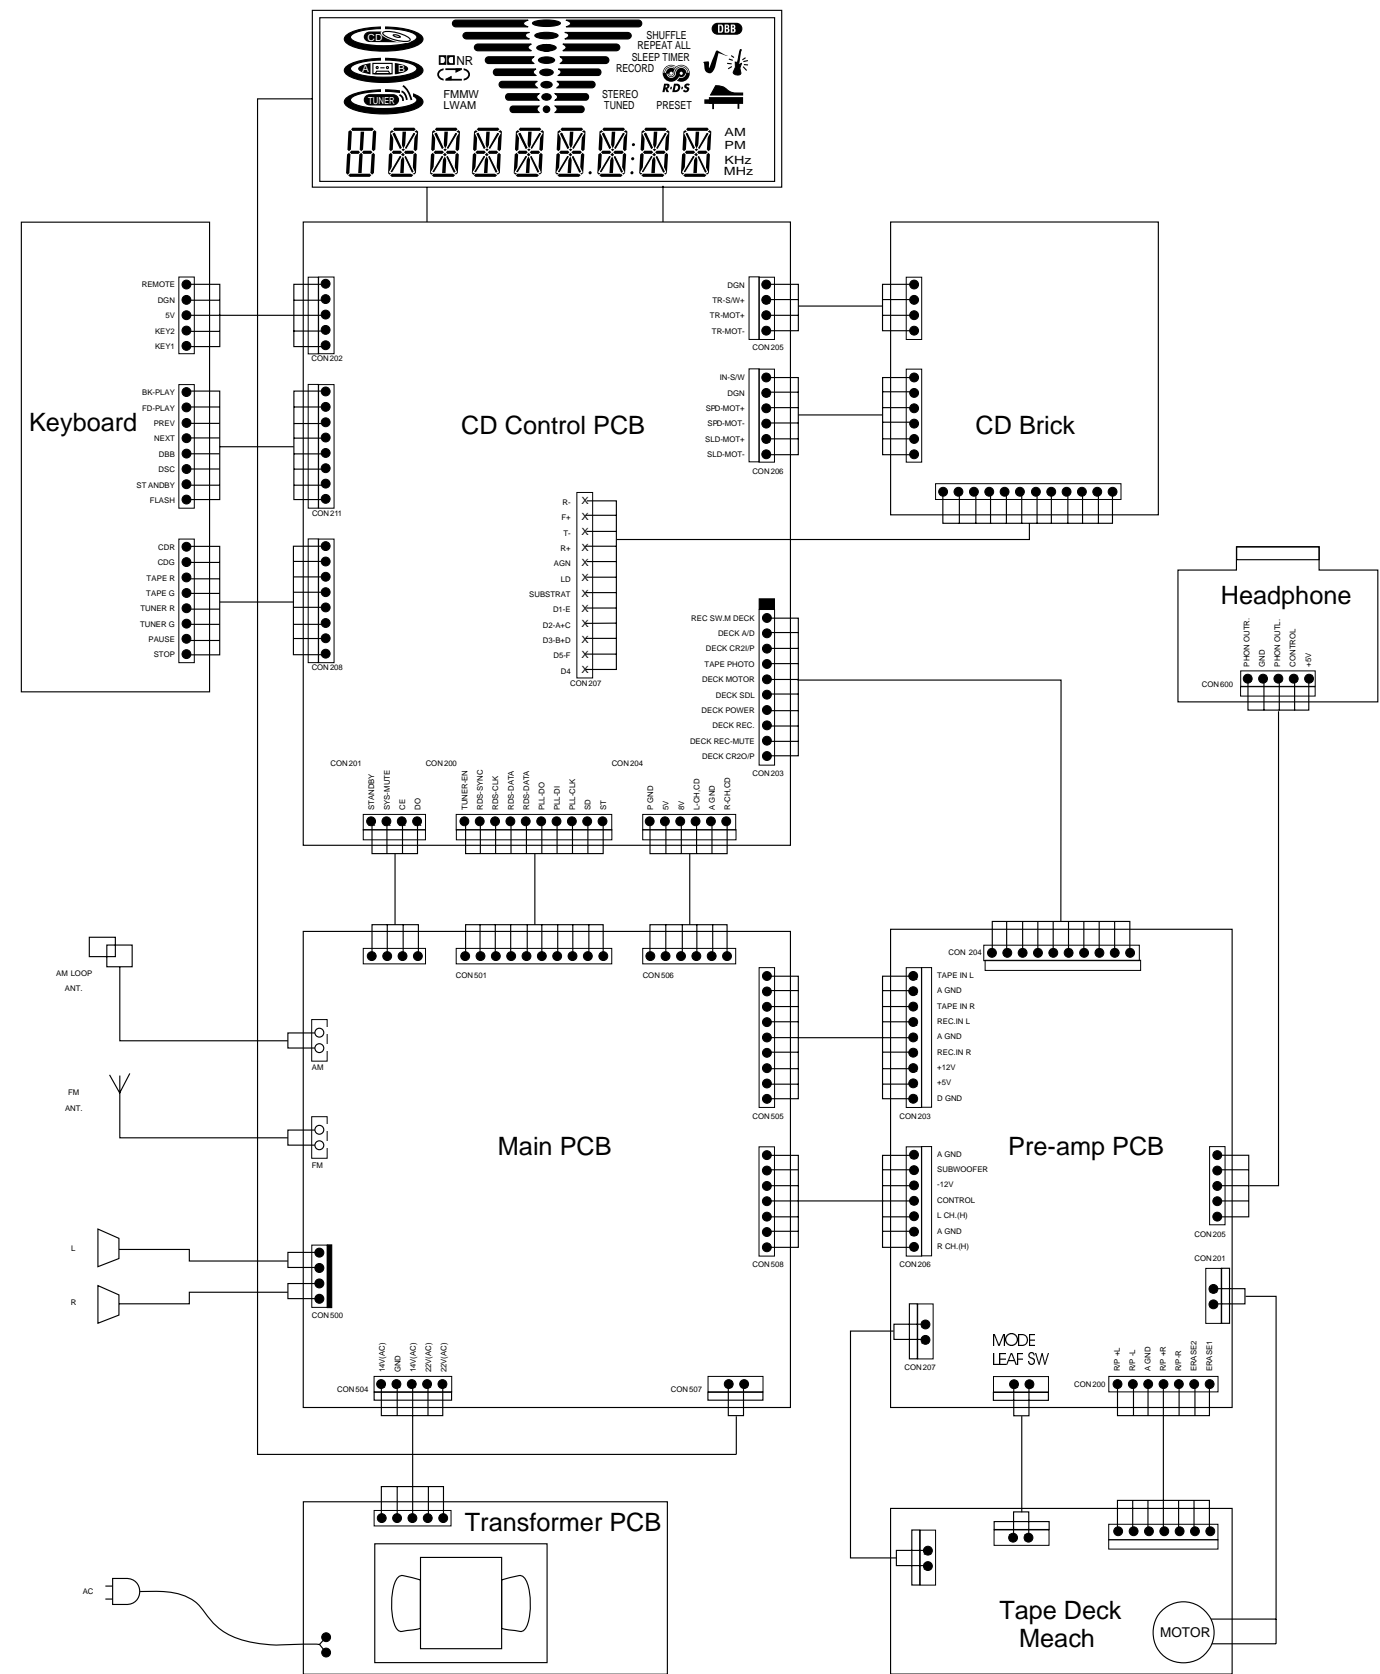 CD
A B
TUNER
NR
FMMW
LWAM
SHUFFLE
REPEAT ALL
SLEEP TIMER
RECORD
R·D·S
STEREO
TUNED
PRESET
DBB
AM
PM
KHz
MHz
Keyboard
REMOTE
DGN
5V
KEY2
KEY1
CON202
BK-PLAY
FD-PLAY
PREV
NEXT
DBB
DSC
ST ANDBY
FLASH
CON211
CDR
CDG
TAPE R
TAPE G
TUNER R
TUNER G
PAUSE
STOP
CON208
CD Control PCB
DGN
TR-S/W+
TR-MOT+
TR-MOT-
CON205
IN-S/W
DGN
SPD-MOT+
SPD-MOT-
SLD-MOT+
SLD-MOT-
CON206
CD Brick
R-
F+
T-
R+
AGN
LD
SUBSTRAT
D1-E
D2-A+C
D3-B+D
D5-F
D4
CON207
REC SW.M DECK
DECK A/D
DECK CR2I/P
TAPE PHOTO
DECK MOTOR
DECK SDL
DECK POWER
DECK REC.
DECK REC-MUTE
DECK CR2O/P
CON203
Headphone
PHON OUTR.
GND
PHON OUTL.
CONTROL
+5V
CON600
CON201
STANDBY
SYS-MUTE
CE
DO
CON200
TUNER-EN
RDS-SYNC
RDS-CLK
RDS-DATA
RDS-DATA
PLL-DO
PLL-DI
PLL-CLK
SD
ST
CON204
P GND
5V
8V
L-CH,CD
A GND
R-CH,CD
CON501
CON506
AM LOOP
ANT.
AM
FM
ANT.
FM
Main PCB
L
R
CON500
CON505
CON508
CON 204
TAPE IN L
A GND
TAPE IN R
REC.IN L
A GND
REC.IN R
+12V
+5V
D GND
CON203
Pre-amp PCB
A GND
SUBWOOFER
-12V
CONTROL
L CH.(H)
A GND
R CH.(H)
CON206
CON205
CON201
CON207
MODE
LEAF SW
CON200
R/P +L
R/P -L
A GND
R/P +R
R/P-R
ERASE2
ERASE1
CON504
14V(AC)
GND
14V(AC)
22V(AC)
22V(AC)
CON507
Transformer PCB
AC
Tape Deck
Meach
MOTOR